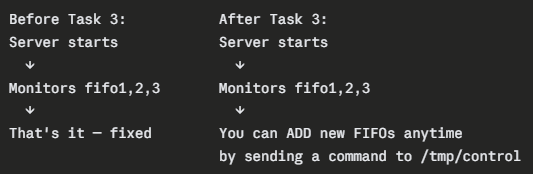 Before Task 3:
Server starts
↓
Monitors fifo1,2,3
↓
That's it — fixed
After Task 3:
Server starts
↓
Monitors fifo1,2,3
↓
You can ADD new FIFOs anytime
by sending a command to /tmp/control